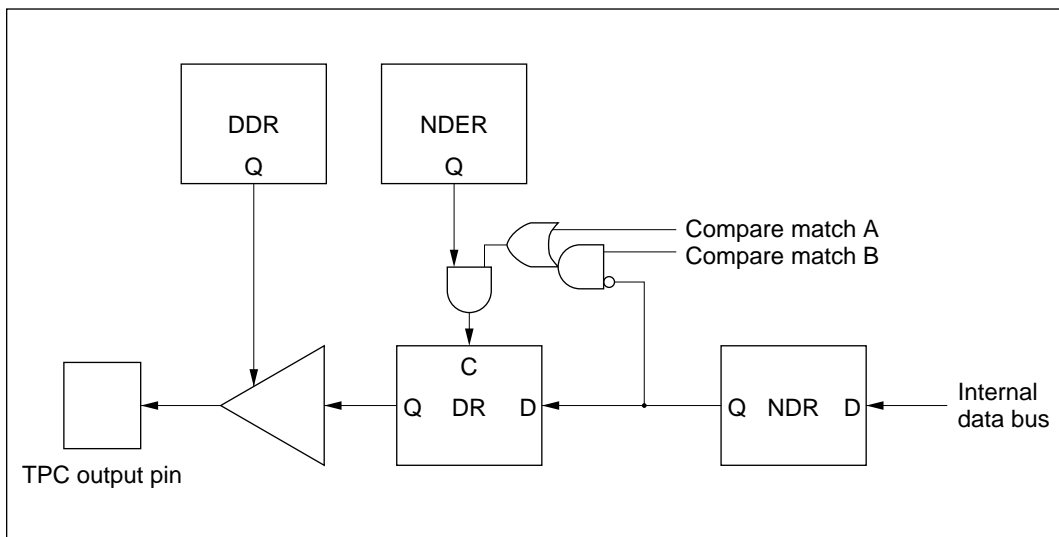 DDR
Q
NDER
Q
Compare match A
Compare match B
C
Q DR D
Q NDR D
Internal
data bus
TPC output pin